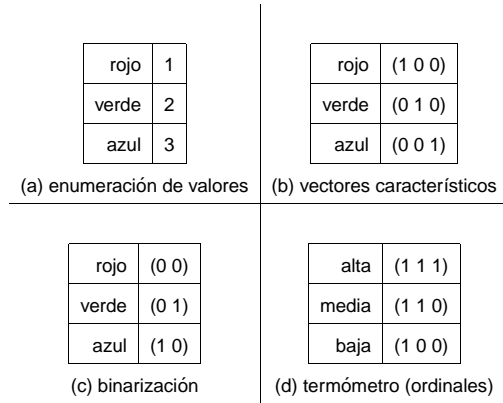 rojo 1
verde 2
azul 3
(a) enumeración de valores
rojo (1 0 0)
verde (0 1 0)
azul (0 0 1)
(b) vectores característicos
rojo (0 0)
verde (0 1)
azul (1 0)
(c) binarización
alta (1 1 1)
media (1 1 0)
baja (1 0 0)
(d) termómetro (ordinales)